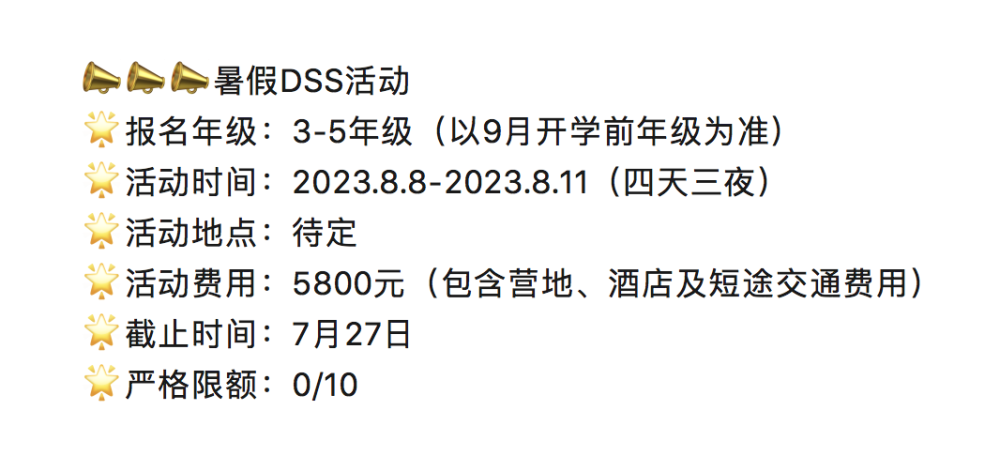 📣📣📣暑假DSS活动
🌟报名年级：3-5年级（以9月开学前年级为准）
🌟活动时间：2023.8.8-2023.8.11（四天三夜）
🌟活动地点：待定
🌟活动费用：5800元（包含营地、酒店及短途交通费用）
🌟截止时间：7月27日
🌟严格限额：0/10